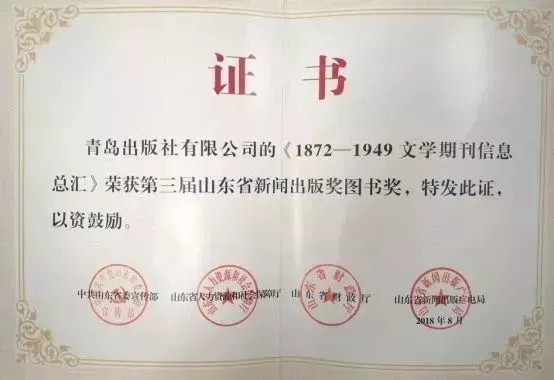 证书
青岛出版社有限公司的《1872—1949文学期刊信息
总汇》荣获第三届山东省新闻出版奖图书奖，特发此证，
以资鼓励。
中共山东省委宣传部 山东省人力资源和社会保障厅 山东省财政厅 山东省新闻出版广电局
2018年8月